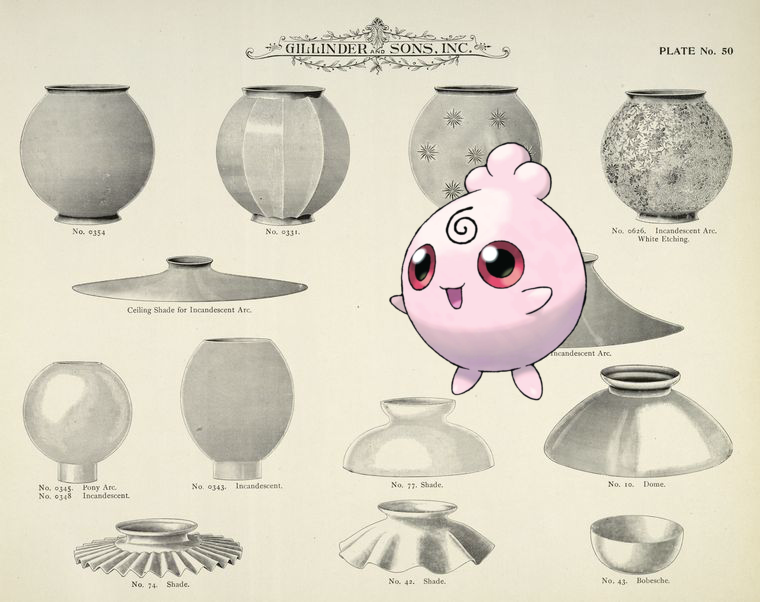 GILLINDER AND SONS, INC.
PLATE No. 50
No. 0354
No. 0331.
No. 0626. Incandescent Arc.
White Etching.
Ceiling Shade for Incandescent Arc.
Incandescent Arc.
No. 0345. Pony Arc.
No. 0348 Incandescent.
No. 0343. Incandescent.
No. 77. Shade.
No. 10. Dome.
No. 74. Shade.
No. 42. Shade.
No. 43. Bobesche.